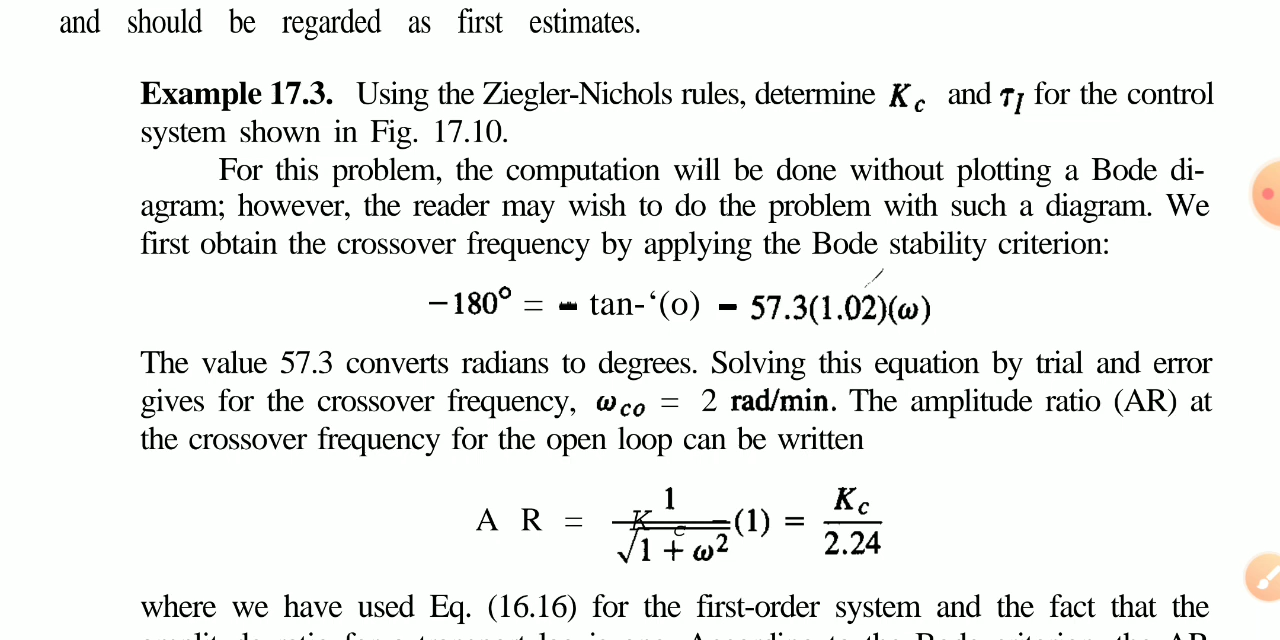 and should be regarded as first estimates.
Example 17.3. Using the Ziegler-Nichols rules, determine K_c and τ_I for the control
system shown in Fig. 17.10.
For this problem, the computation will be done without plotting a Bode di-
agram; however, the reader may wish to do the problem with such a diagram. We
first obtain the crossover frequency by applying the Bode stability criterion:
−180° = − tan-‘(o) − 57.3(1.02)(ω)
The value 57.3 converts radians to degrees. Solving this equation by trial and error
gives for the crossover frequency, ω_co = 2 rad/min. The amplitude ratio (AR) at
the crossover frequency for the open loop can be written
A R = K_c 1/√(1 + ω²) (1) = K_c/2.24
where we have used Eq. (16.16) for the first-order system and the fact that the